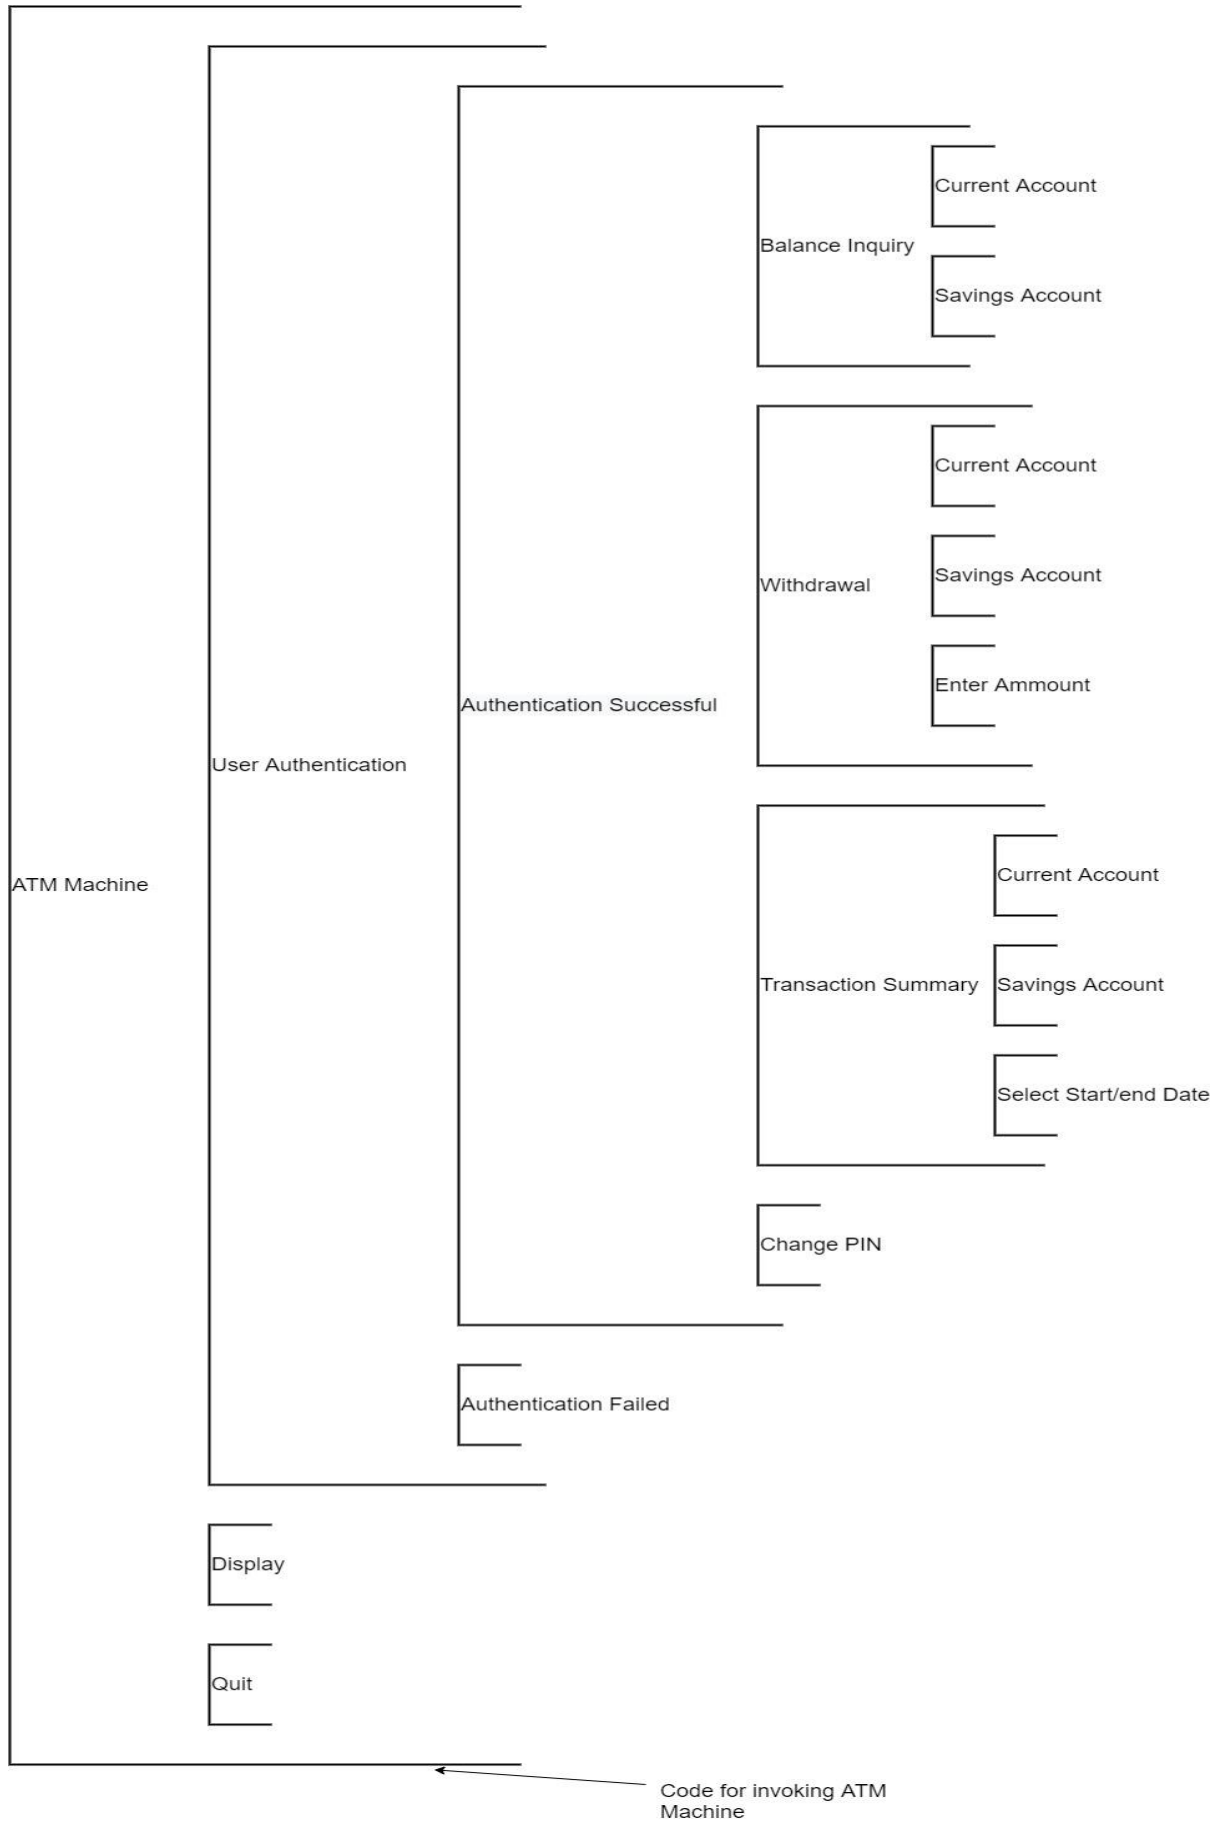 Current Account
Balance Inquiry
Savings Account
Current Account
Savings Account
Withdrawal
Enter Ammount
Authentication Successful
User Authentication
Current Account
ATM Machine
Transaction Summary
Savings Account
Select Start/end Date
Change PIN
Authentication Failed
Display
Quit
Code for invoking ATM
Machine